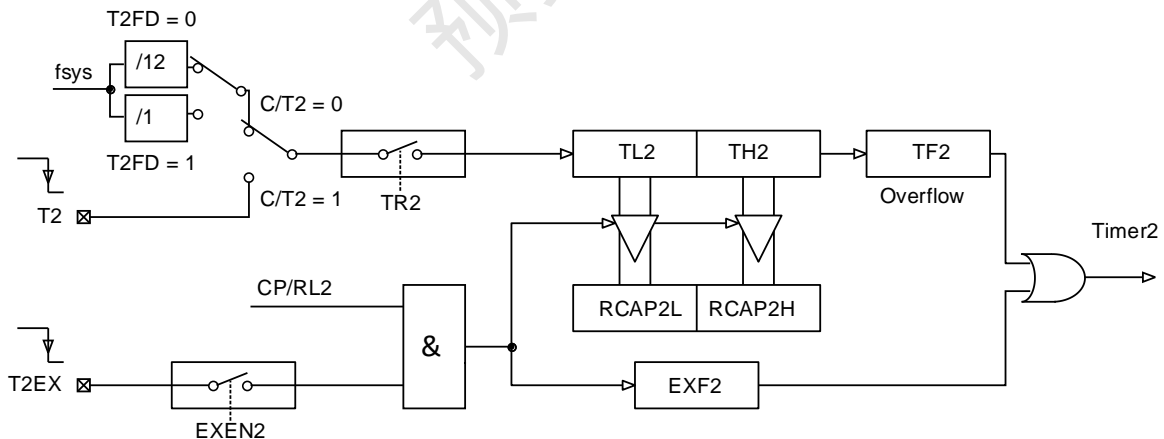 T2FD = 0
/12
fsys
C/T2 = 0
/1
T2FD = 1
TL2
TH2
TF2
Overflow
C/T2 = 1
TR2
T2
Timer2
CP/RL2
RCAP2L
RCAP2H
&
T2EX
EXF2
EXEN2